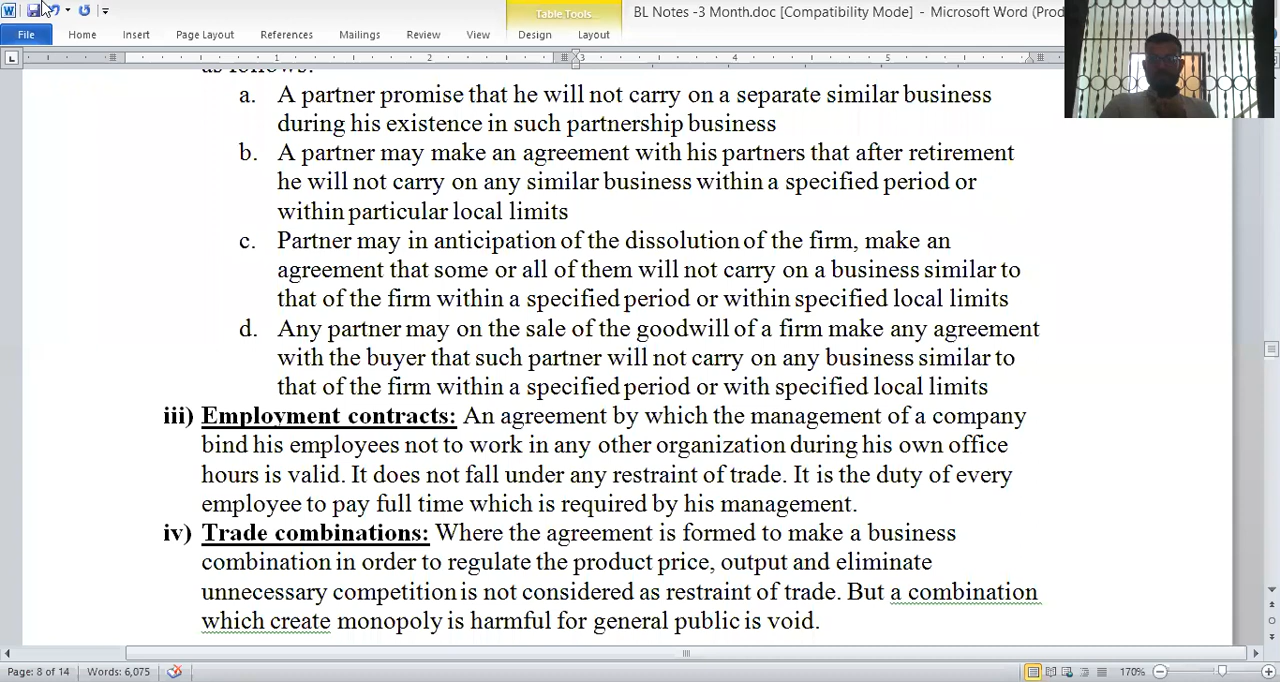 Table Tools
BL Notes -3 Month.doc [Compatibility Mode] - Microsoft Word (Prod
File Home Insert Page Layout References Mailings Review View Design Layout
1 2 3 4 5
as follows:
a. A partner promise that he will not carry on a separate similar business
during his existence in such partnership business
b. A partner may make an agreement with his partners that after retirement
he will not carry on any similar business within a specified period or
within particular local limits
c. Partner may in anticipation of the dissolution of the firm, make an
agreement that some or all of them will not carry on a business similar to
that of the firm within a specified period or within specified local limits
d. Any partner may on the sale of the goodwill of a firm make any agreement
with the buyer that such partner will not carry on any business similar to
that of the firm within a specified period or with specified local limits
iii) Employment contracts: An agreement by which the management of a company
bind his employees not to work in any other organization during his own office
hours is valid. It does not fall under any restraint of trade. It is the duty of every
employee to pay full time which is required by his management.
iv) Trade combinations: Where the agreement is formed to make a business
combination in order to regulate the product price, output and eliminate
unnecessary competition is not considered as restraint of trade. But a combination
which create monopoly is harmful for general public is void.
Page: 8 of 14 Words: 6,075 170%